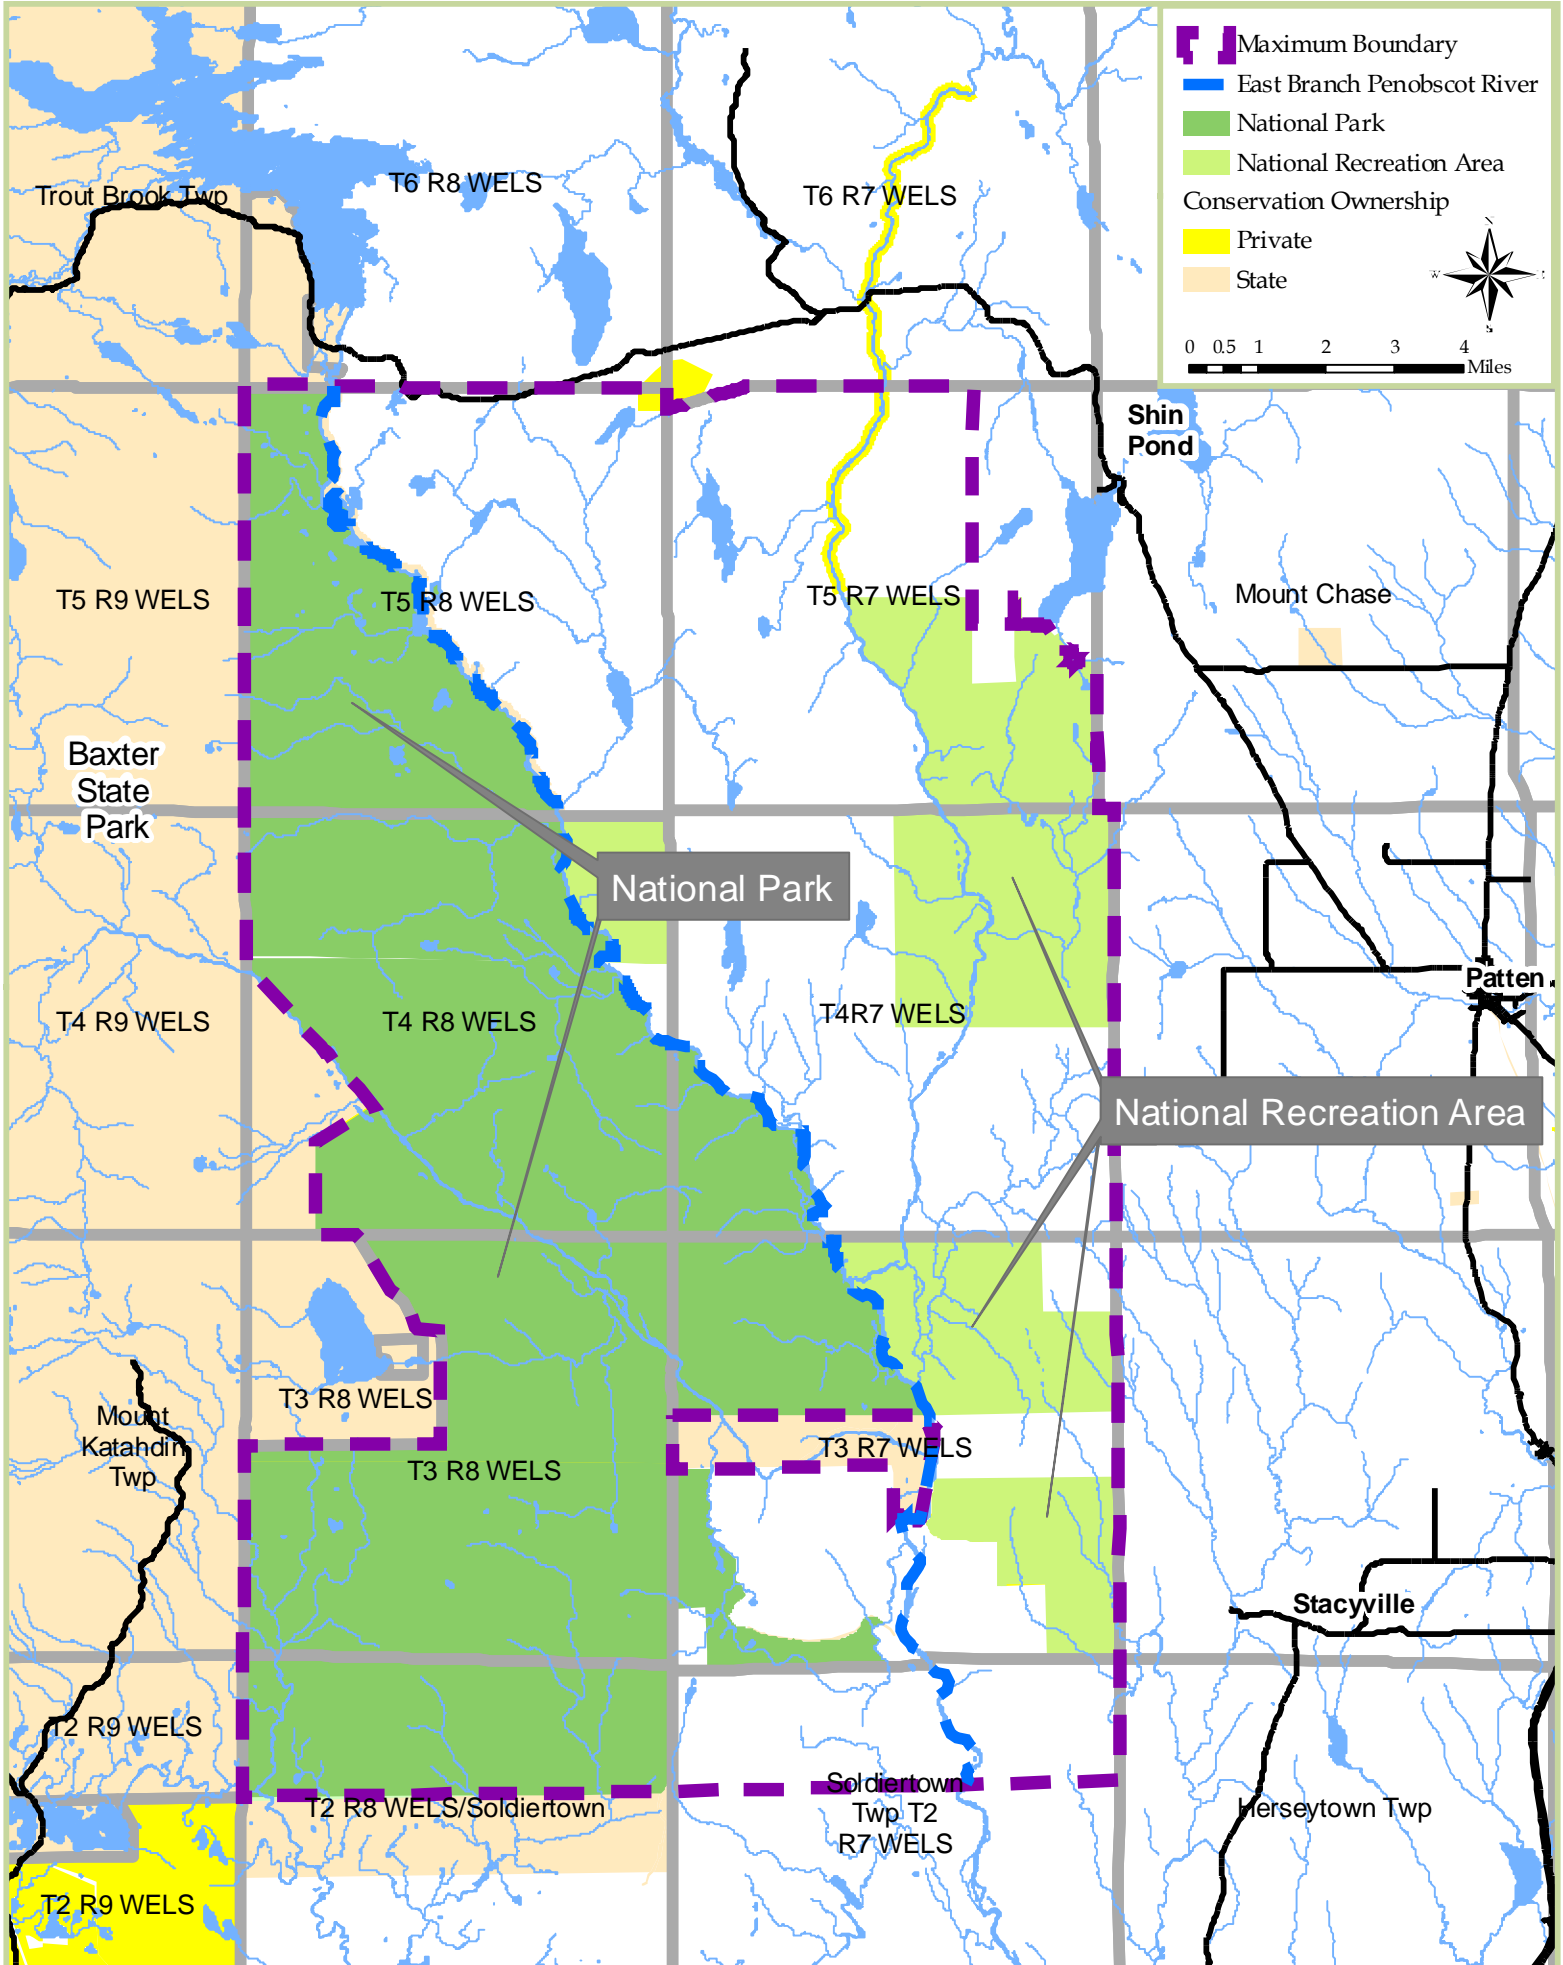 Maximum Boundary
East Branch Penobscot River
National Park
National Recreation Area
Conservation Ownership
Private
State
N
W
E
S
0 0.5 1 2 3 4
Miles
Trout Brook Twp
T6 R8 WELS
T6 R7 WELS
Shin
Pond
T5 R9 WELS
T5 R8 WELS
T5 R7 WELS
Mount Chase
Baxter
State
Park
National Park
Patten
T4 R9 WELS
T4 R8 WELS
T4R7 WELS
National Recreation Area
T3 R8 WELS
Mount
Katahdin
Twp
T3 R7 WELS
T3 R8 WELS
Stacyville
T2 R9 WELS
Soldiertown
Twp T2
R7 WELS
T2 R8 WELS/Soldiertown
Herseytown Twp
T2 R9 WELS